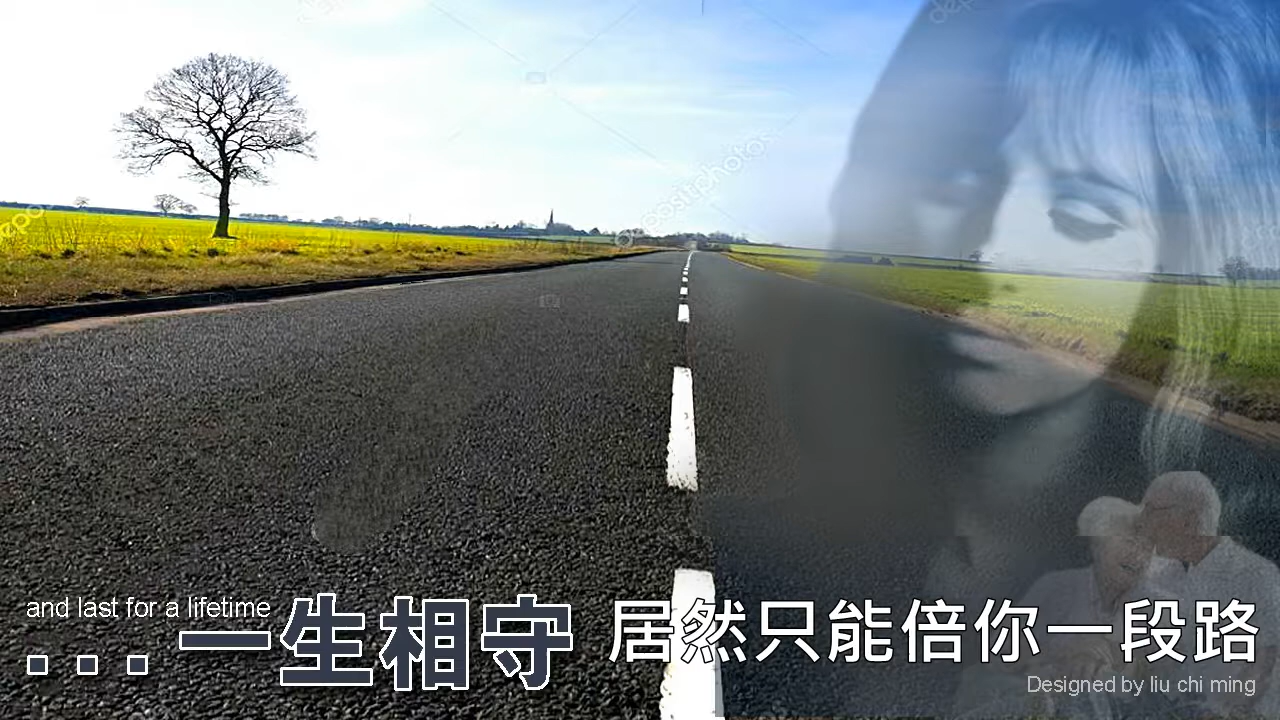 and last for a lifetime
...一生相守
居然只能倍你一段路
Designed by liu chi ming
depositphotos